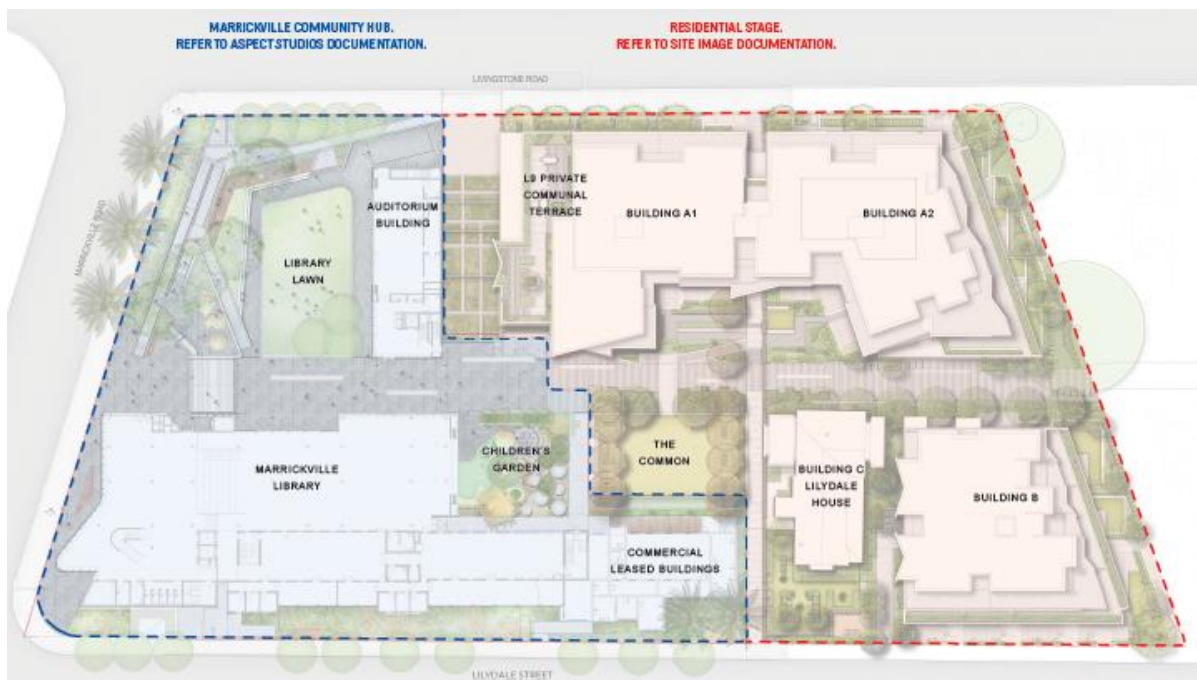 MARRICKVILLE COMMUNITY HUB.
REFER TO ASPECT STUDIOS DOCUMENTATION.
RESIDENTIAL STAGE.
REFER TO SITE IMAGE DOCUMENTATION.
LIVINGSTONE ROAD
MARRICKVILLE ROAD
AUDITORIUM
BUILDING
LIBRARY
LAWN
L9 PRIVATE
COMMUNAL
TERRACE
BUILDING A1
BUILDING A2
MARRICKVILLE
LIBRARY
CHILDREN'S
GARDEN
THE
COMMON
COMMERCIAL
LEASED BUILDINGS
BUILDING C
LILYDALE
HOUSE
BUILDING B
LILYDALE STREET